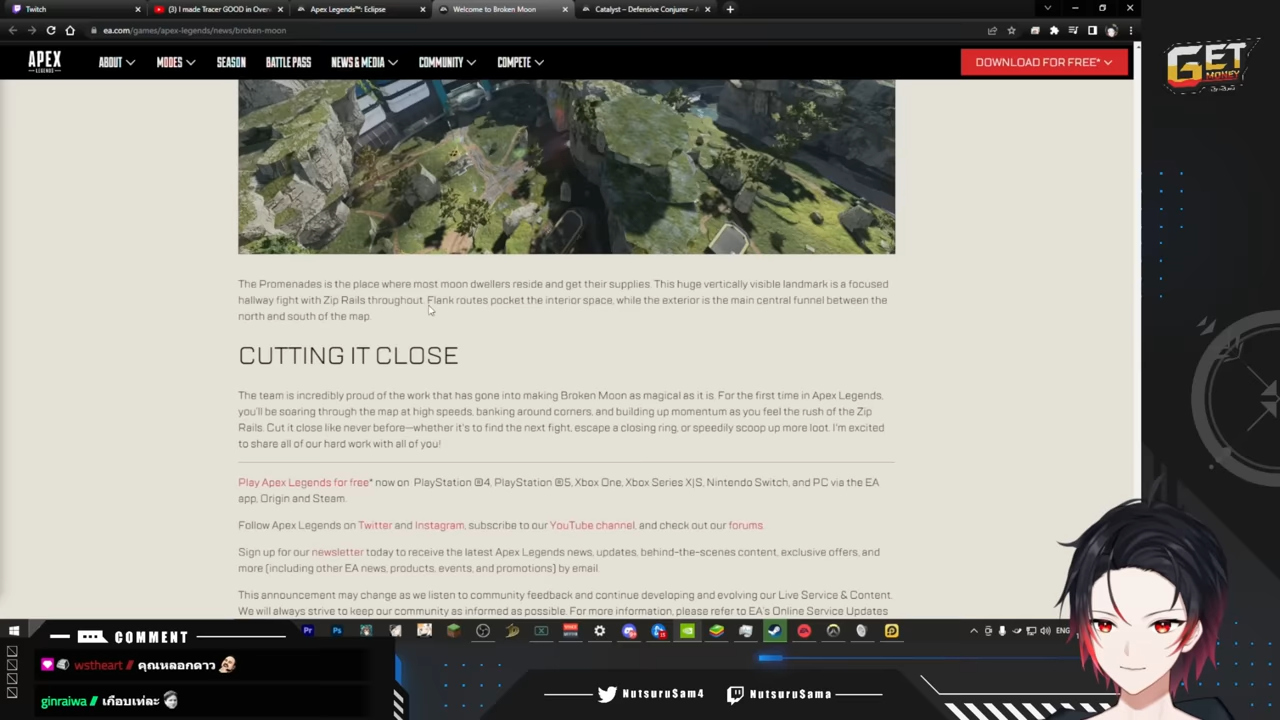 Twitch
(3) I made Tracer GOOD in Over
Apex Legends™: Eclipse
Welcome to Broken Moon
Catalyst – Defensive Conjurer – A
ea.com/games/apex-legends/news/broken-moon
APEX
LEGENDS
ABOUT
MODES
SEASON
BATTLE PASS
NEWS & MEDIA
COMMUNITY
COMPETE
DOWNLOAD FOR FREE*
GET
MONEY
The Promenades is the place where most moon dwellers reside and get their supplies. This huge vertically visible landmark is a focused
hallway fight with Zip Rails throughout. Flank routes pocket the interior space, while the exterior is the main central funnel between the
north and south of the map.
CUTTING IT CLOSE
The team is incredibly proud of the work that has gone into making Broken Moon as magical as it is. For the first time in Apex Legends,
you'll be soaring through the map at high speeds, banking around corners, and building up momentum as you feel the rush of the Zip
Rails. Cut it close like never before—whether it's to find the next fight, escape a closing ring, or speedily scoop up more loot. I'm excited
to share all of our hard work with all of you!
Play Apex Legends for free* now on PlayStation®4, PlayStation®5, Xbox One, Xbox Series X|S, Nintendo Switch, and PC via the EA
app, Origin and Steam.
Follow Apex Legends on Twitter and Instagram, subscribe to our YouTube channel, and check out our forums.
Sign up for our newsletter today to receive the latest Apex Legends news, updates, behind-the-scenes content, exclusive offers, and
more [including other EA news, products, events, and promotions] by email.
This announcement may change as we listen to community feedback and continue developing and evolving our Live Service & Content.
We will always strive to keep our community as informed as possible. For more information, please refer to EA's Online Service Updates
ENG
COMMENT
wstheart // คุณหลอกดาว
ginraiwa // เกือบเท่ละ
Nutsuru$am4
Nutsuru$ama